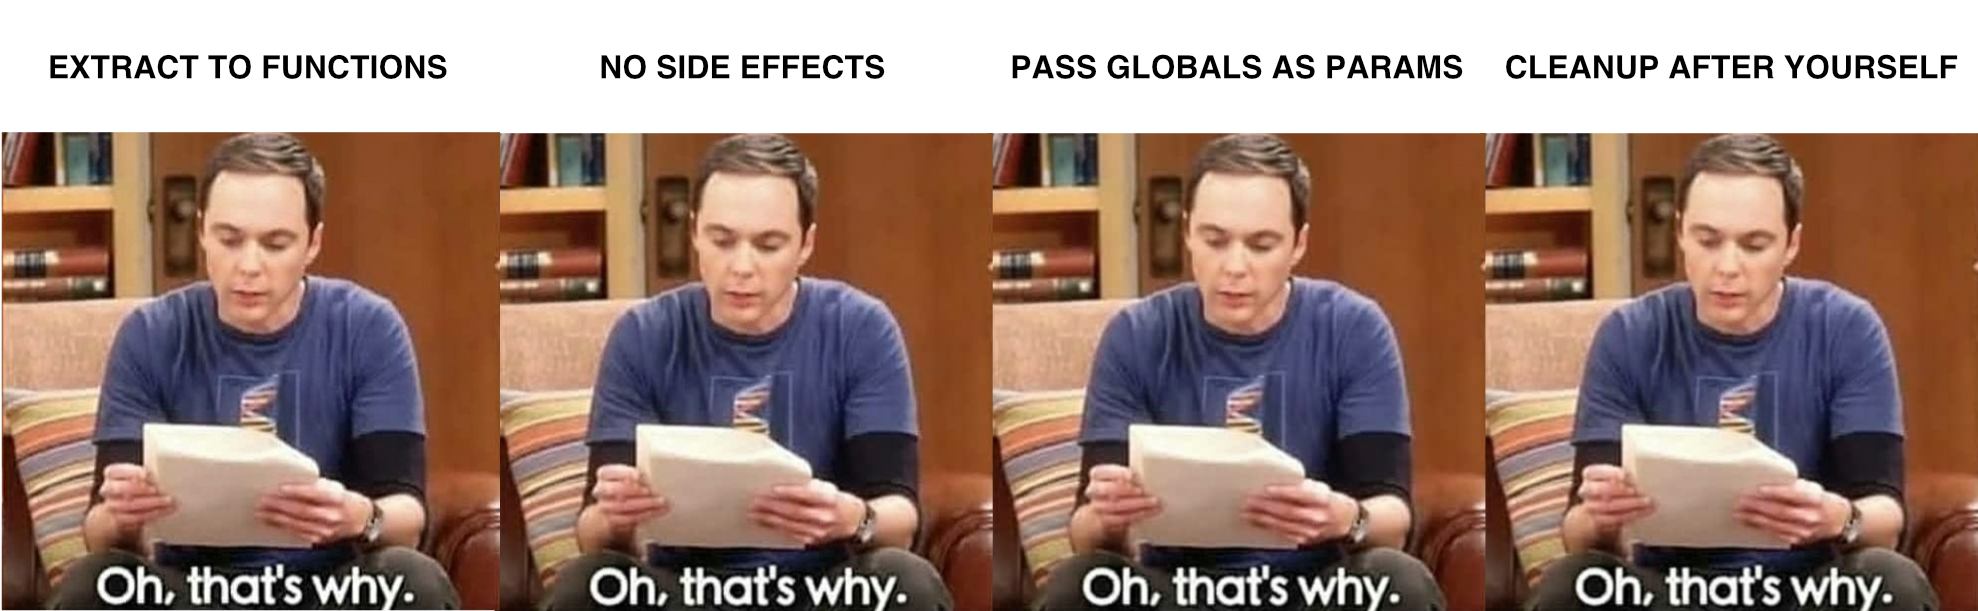 EXTRACT TO FUNCTIONS
NO SIDE EFFECTS
PASS GLOBALS AS PARAMS
CLEANUP AFTER YOURSELF
Oh, that's why.
Oh, that's why.
Oh, that's why.
Oh, that's why.